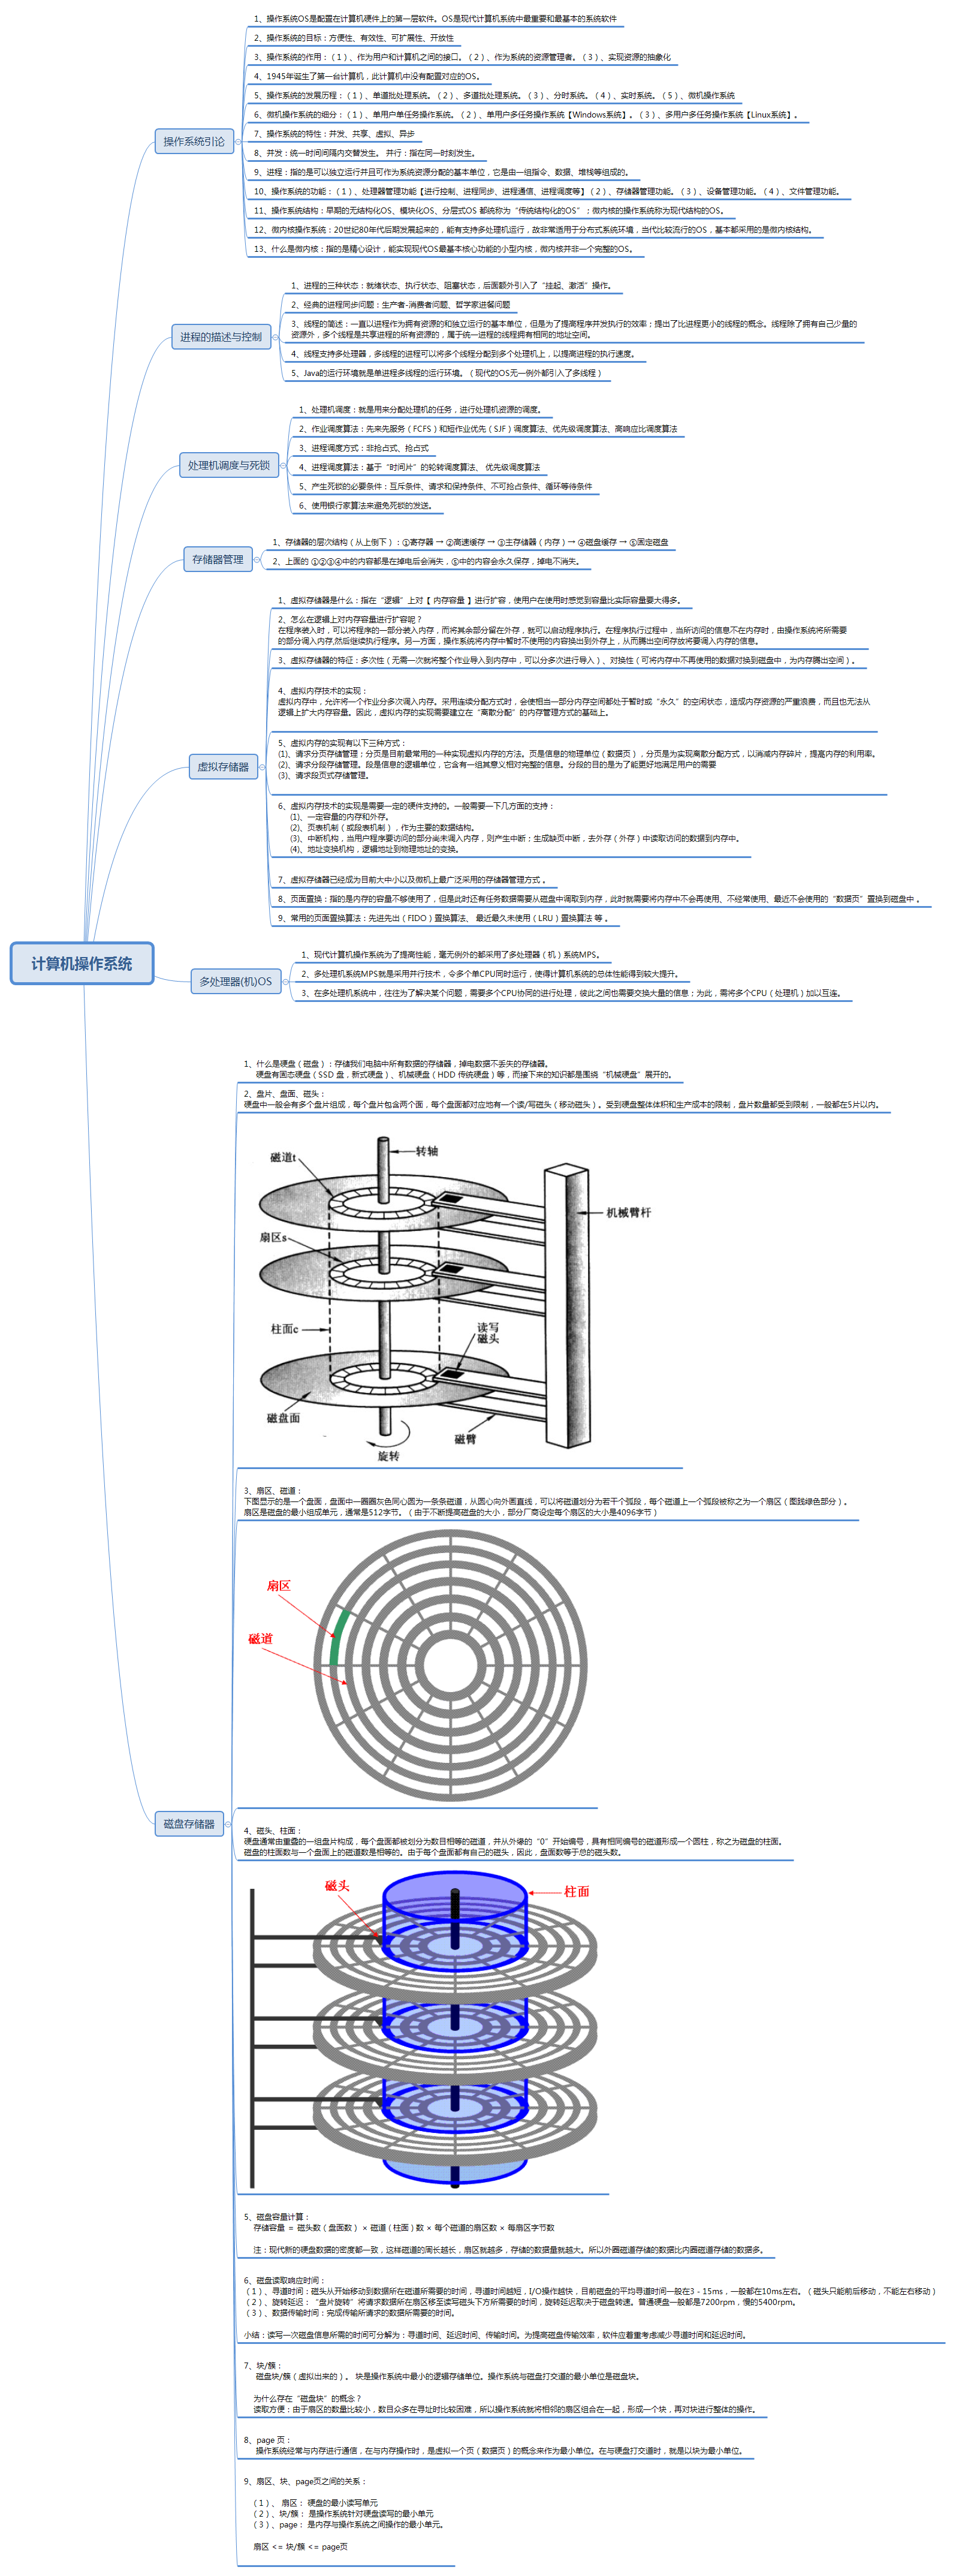 计算机操作系统
操作系统引论
1、操作系统OS是配置在计算机硬件上的第一层软件。OS是现代计算机系统中最重要和最基本的系统软件
2、操作系统的目标：方便性、有效性、可扩展性、开放性
3、操作系统的作用：（1）、作为用户和计算机之间的接口。（2）、作为系统的资源管理者。（3）、实现资源的抽象化
4、1945年诞生了第一台计算机，此计算机中没有配置对应的OS。
5、操作系统的发展历程：（1）、单道批处理系统。（2）、多道批处理系统。（3）、分时系统。（4）、实时系统。（5）、微机操作系统
6、微机操作系统的细分：（1）、单用户单任务操作系统。（2）、单用户多任务操作系统【Windows系统】。（3）、多用户多任务操作系统【Linux系统】。
7、操作系统的特性：并发、共享、虚拟、异步
8、并发：统一时间间隔内交替发生。 并行：指在同一时刻发生。
9、进程：指的是可以独立运行并且可作为系统资源分配的基本单位，它是由一组指令、数据、堆栈等组成的。
10、操作系统的功能：（1）、处理器管理功能【进行控制、进程同步、进程通信、进程调度等】（2）、存储器管理功能。（3）、设备管理功能。（4）、文件管理功能。
11、操作系统结构：早期的无结构化OS、模块化OS、分层式OS 都统称为“传统结构化的OS”；微内核的操作系统称为现代结构的OS。
12、微内核操作系统：20世纪80年代后期发展起来的，能有支持多处理机运行，故非常适用于分布式系统环境，当代比较流行的OS，基本都采用的是微内核结构。
13、什么是微内核：指的是精心设计，能实现现代OS最基本核心功能的小型内核，微内核并非一个完整的OS。
进程的描述与控制
1、进程的三种状态：就绪状态、执行状态、阻塞状态，后面额外引入了“挂起、激活”操作。
2、经典的进程同步问题：生产者-消费者问题、哲学家进餐问题
3、线程的简述：一直以进程作为拥有资源的和独立运行的基本单位，但是为了提高程序并发执行的效率；提出了比进程更小的线程的概念。线程除了拥有自己少量的
资源外，多个线程是共享进程的所有资源的，属于统一进程的线程拥有相同的地址空间。
4、线程支持多处理器，多线程的进程可以将多个线程分配到多个处理机上，以提高进程的执行速度。
5、Java的运行环境就是单进程多线程的运行环境。（现代的OS无一例外都引入了多线程）
处理机调度与死锁
1、处理机调度：就是用来分配处理机的任务，进行处理机资源的调度。
2、作业调度算法：先来先服务（FCFS）和短作业优先（SJF）调度算法、优先级调度算法、高响应比调度算法
3、进程调度方式：非抢占式、抢占式
4、进程调度算法：基于“时间片”的轮转调度算法、 优先级调度算法
5、产生死锁的必要条件：互斥条件、请求和保持条件、不可抢占条件、循环等待条件
6、使用银行家算法来避免死锁的发送。
存储器管理
1、存储器的层次结构（从上倒下）：①寄存器 → ②高速缓存 → ③主存储器（内存）→ ④磁盘缓存 → ⑤固定磁盘
2、上面的 ①②③④中的内容都是在掉电后会消失，⑤中的内容会永久保存，掉电不消失。
虚拟存储器
1、虚拟存储器是什么：指在“逻辑”上对【 内存容量 】进行扩容，使用户在使用时感觉到容量比实际容量要大得多。
2、怎么在逻辑上对内存容量进行扩容呢？
在程序装入时，可以将程序的一部分装入内存，而将其余部分留在外存，就可以启动程序执行。在程序执行过程中，当所访问的信息不在内存时，由操作系统将所需要
的部分调入内存,然后继续执行程序。另一方面，操作系统将内存中暂时不使用的内容换出到外存上，从而腾出空间存放将要调入内存的信息。
3、虚拟存储器的特征：多次性（无需一次就将整个作业导入到内存中，可以分多次进行导入）、对换性（可将内存中不再使用的数据对换到磁盘中，为内存腾出空间）。
4、虚拟内存技术的实现：
虚拟内存中，允许将一个作业分多次调入内存。采用连续分配方式时，会使相当一部分内存空间都处于暂时或“永久”的空闲状态，造成内存资源的严重浪费，而且也无法从
逻辑上扩大内存容量。因此，虚拟内存的实现需要建立在“离散分配”的内存管理方式的基础上。
5、虚拟内存的实现有以下三种方式：
(1)、请求分页存储管理；分页是目前最常用的一种实现虚拟内存的方法。页是信息的物理单位（数据页），分页是为实现离散分配方式，以消减内存碎片，提高内存的利用率。
(2)、请求分段存储管理。段是信息的逻辑单位，它含有一组其意义相对完整的信息。分段的目的是为了能更好地满足用户的需要
(3)、请求段页式存储管理。
6、虚拟内存技术的实现是需要一定的硬件支持的。一般需要一下几方面的支持：
(1)、一定容量的内存和外存。
(2)、页表机制（或段表机制），作为主要的数据结构。
(3)、中断机构，当用户程序要访问的部分尚未调入内存，则产生中断；生成缺页中断，去外存（外存）中读取访问的数据到内存中。
(4)、地址变换机构，逻辑地址到物理地址的变换。
7、虚拟存储器已经成为目前大中小以及微机上最广泛采用的存储器管理方式 。
8、页面置换：指的是内存的容量不够使用了，但是此时还有任务数据需要从磁盘中调取到内存，此时就需要将内存中不会再使用、不经常使用、最近不会使用的“数据页”置换到磁盘中 。
9、常用的页面置换算法：先进先出（FIDO）置换算法、 最近最久未使用（LRU）置换算法 等 。
多处理器(机)OS
1、现代计算机操作系统为了提高性能，毫无例外的都采用了多处理器（机 ）系统MPS。
2、多处理机系统MPS就是采用并行技术，令多个单CPU同时运行，使得计算机系统的总体性能得到较大提升。
3、在多处理机系统中，往往为了解决某个问题，需要多个CPU协同的进行处理，彼此之间也需要交换大量的信息；为此，需将多个CPU（处理机）加以互连。
磁盘存储器
1、什么是硬盘（磁盘）：存储我们电脑中所有数据的存储器，掉电数据不丢失的存储器。
硬盘有固态硬盘（SSD 盘，新式硬盘）、机械硬盘（HDD 传统硬盘）等，而接下来的知识都是围绕“机械硬盘”展开的。
2、盘片、盘面、磁头：
硬盘中一般会有多个盘片组成，每个盘片包含两个面，每个盘面都对应地有一个读/写磁头（移动磁头）。受到硬盘整体体积和生产成本的限制，盘片数量都受到限制，一般都在5片以内。
磁道t
转轴
机械臂杆
扇区s
柱面c
读写
磁头
磁盘面
磁臂
旋转
3、扇区、磁道：
下图显示的是一个盘面，盘面中一圈圈灰色同心圆为一条条磁道，从圆心向外画直线，可以将磁道划分为若干个弧段，每个磁道上一个弧段被称之为一个扇区（图践绿色部分）。
扇区是磁盘的最小组成单元，通常是512字节。（由于不断提高磁盘的大小，部分厂商设定每个扇区的大小是4096字节）
扇区
磁道
4、磁头、柱面：
硬盘通常由重叠的一组盘片构成，每个盘面都被划分为数目相等的磁道，并从外缘的“0”开始编号，具有相同编号的磁道形成一个圆柱，称之为磁盘的柱面。
磁盘的柱面数与一个盘面上的磁道数是相等的。由于每个盘面都有自己的磁头，因此，盘面数等于总的磁头数。
磁头
柱面
5、磁盘容量计算：
存储容量 ＝ 磁头数（盘面数） × 磁道（柱面）数 × 每个磁道的扇区数 × 每扇区字节数
注：现代新的硬盘数据的密度都一致，这样磁道的周长越长，扇区就越多，存储的数据量就越大。所以外圈磁道存储的数据比内圈磁道存储的数据多。
6、磁盘读取响应时间：
（1）、寻道时间：磁头从开始移动到数据所在磁道所需要的时间，寻道时间越短，I/O操作越快，目前磁盘的平均寻道时间一般在3－15ms，一般都在10ms左右。（磁头只能前后移动，不能左右移动）
（2）、旋转延迟：“盘片旋转”将请求数据所在扇区移至读写磁头下方所需要的时间，旋转延迟取决于磁盘转速。普通硬盘一般都是7200rpm，慢的5400rpm。
（3）、数据传输时间：完成传输所请求的数据所需要的时间。
小结：读写一次磁盘信息所需的时间可分解为：寻道时间、延迟时间、传输时间。为提高磁盘传输效率，软件应着重考虑减少寻道时间和延迟时间。
7、块/簇：
磁盘块/簇（虚拟出来的）。 块是操作系统中最小的逻辑存储单位。操作系统与磁盘打交道的最小单位是磁盘块。
为什么存在“磁盘块”的概念？
读取方便：由于扇区的数量比较小，数目众多在寻址时比较困难，所以操作系统就将相邻的扇区组合在一起，形成一个块，再对块进行整体的操作。
8、page 页：
操作系统经常与内存进行通信，在与内存操作时，是虚拟一个页（数据页）的概念来作为最小单位。在与硬盘打交道时，就是以块为最小单位。
9、扇区、块、page页之间的关系：
（1）、 扇区： 硬盘的最小读写单元
（2）、块/簇： 是操作系统针对硬盘读写的最小单元
（3）、page： 是内存与操作系统之间操作的最小单元。
扇区 <= 块/簇 <= page页